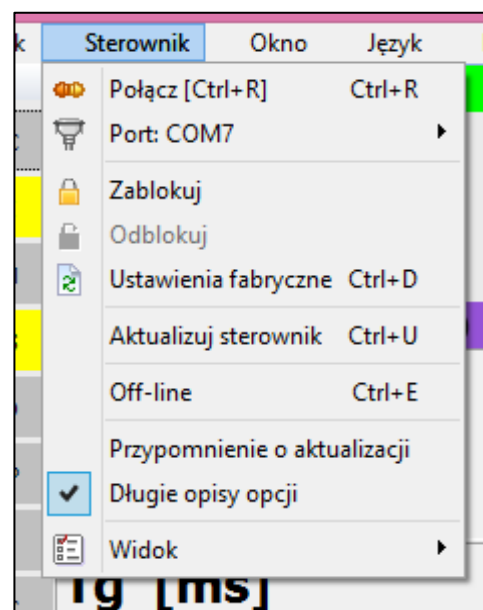 Sterownik Okno Język
Połącz [Ctrl+R] Ctrl+R
Port: COM7
Zablokuj
Odblokuj
Ustawienia fabryczne Ctrl+D
Aktualizuj sterownik Ctrl+U
Off-line Ctrl+E
Przypomnienie o aktualizacji
Długie opisy opcji
Widok
Tg [ms]